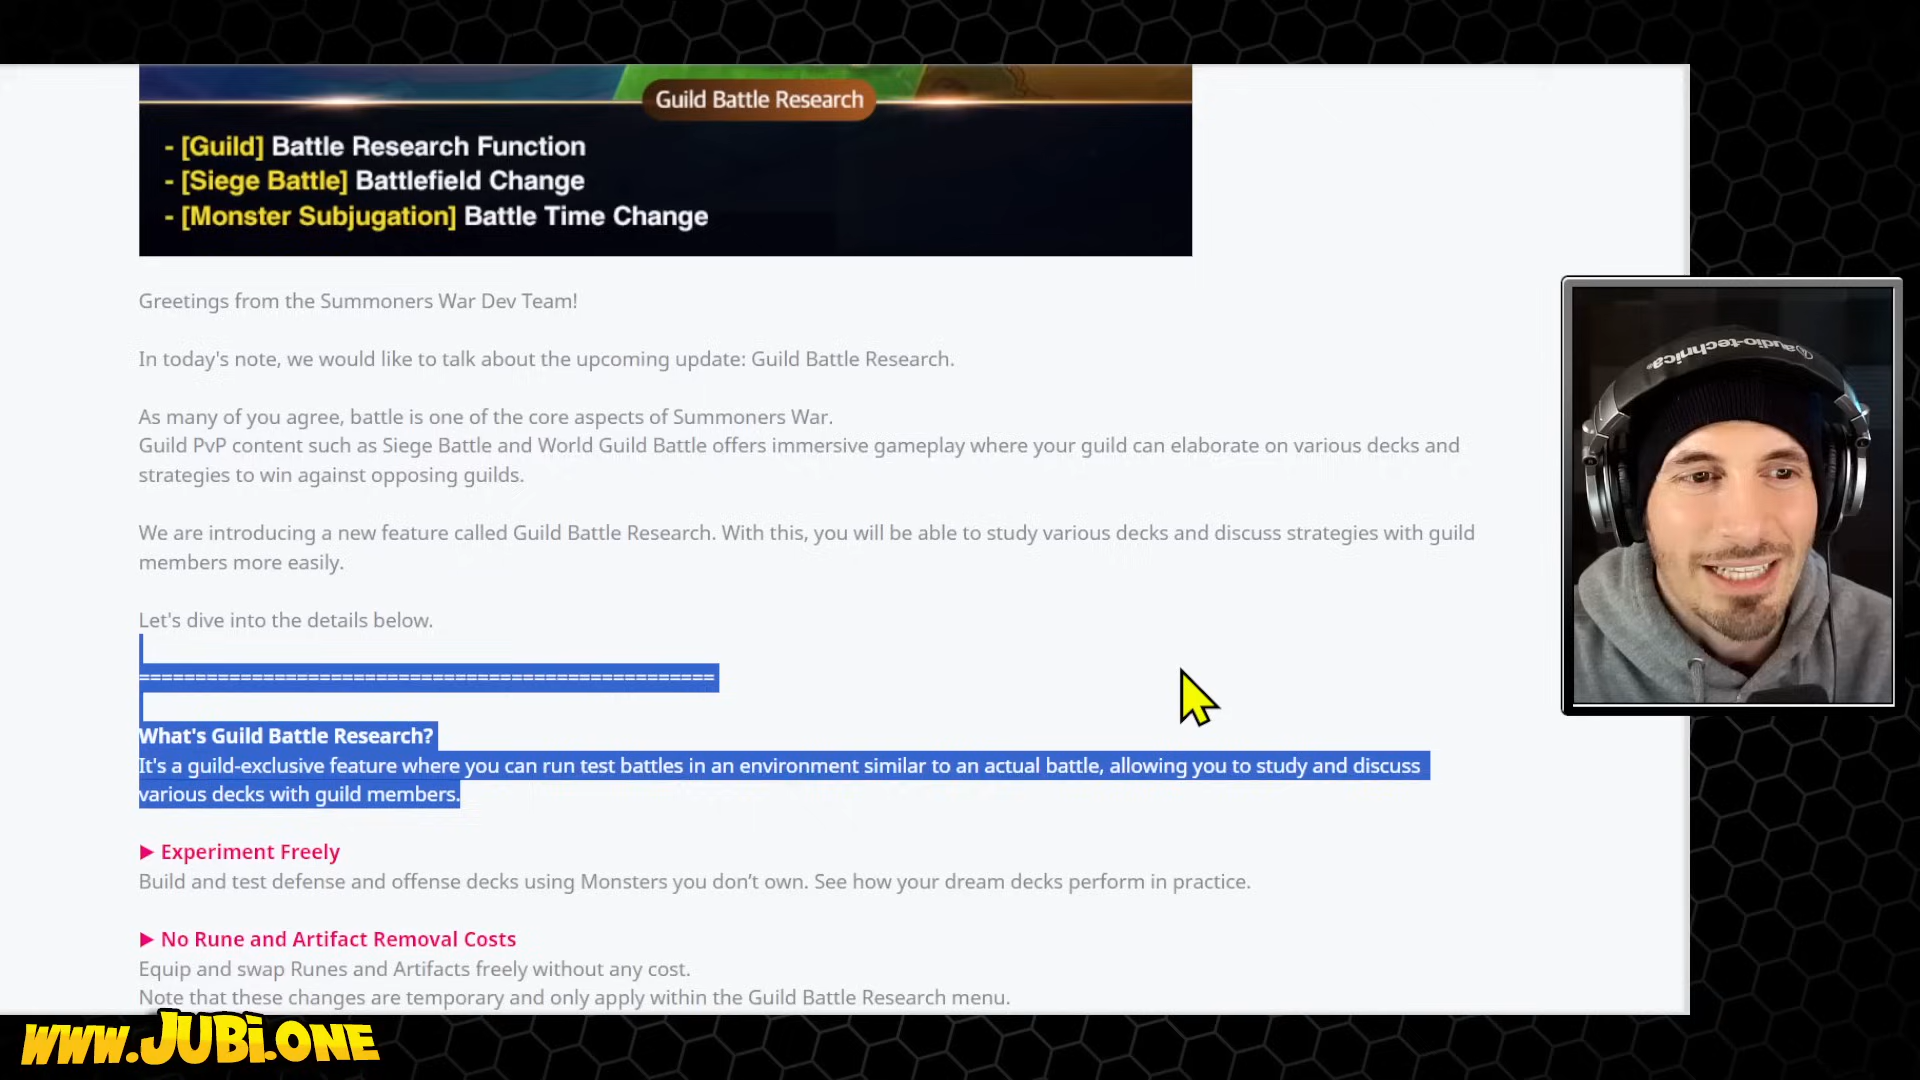 Guild Battle Research
- [Guild] Battle Research Function
- [Siege Battle] Battlefield Change
- [Monster Subjugation] Battle Time Change
Greetings from the Summoners War Dev Team!
In today's note, we would like to talk about the upcoming update: Guild Battle Research.
As many of you agree, battle is one of the core aspects of Summoners War.
Guild PvP content such as Siege Battle and World Guild Battle offers immersive gameplay where your guild can elaborate on various decks and
strategies to win against opposing guilds.
We are introducing a new feature called Guild Battle Research. With this, you will be able to study various decks and discuss strategies with guild
members more easily.
Let's dive into the details below.
===================================================
What's Guild Battle Research?
It's a guild-exclusive feature where you can run test battles in an environment similar to an actual battle, allowing you to study and discuss
various decks with guild members.
▶ Experiment Freely
Build and test defense and offense decks using Monsters you don’t own. See how your dream decks perform in practice.
▶ No Rune and Artifact Removal Costs
Equip and swap Runes and Artifacts freely without any cost.
Note that these changes are temporary and only apply within the Guild Battle Research menu.
audio-technica
www.JUBi.ONE